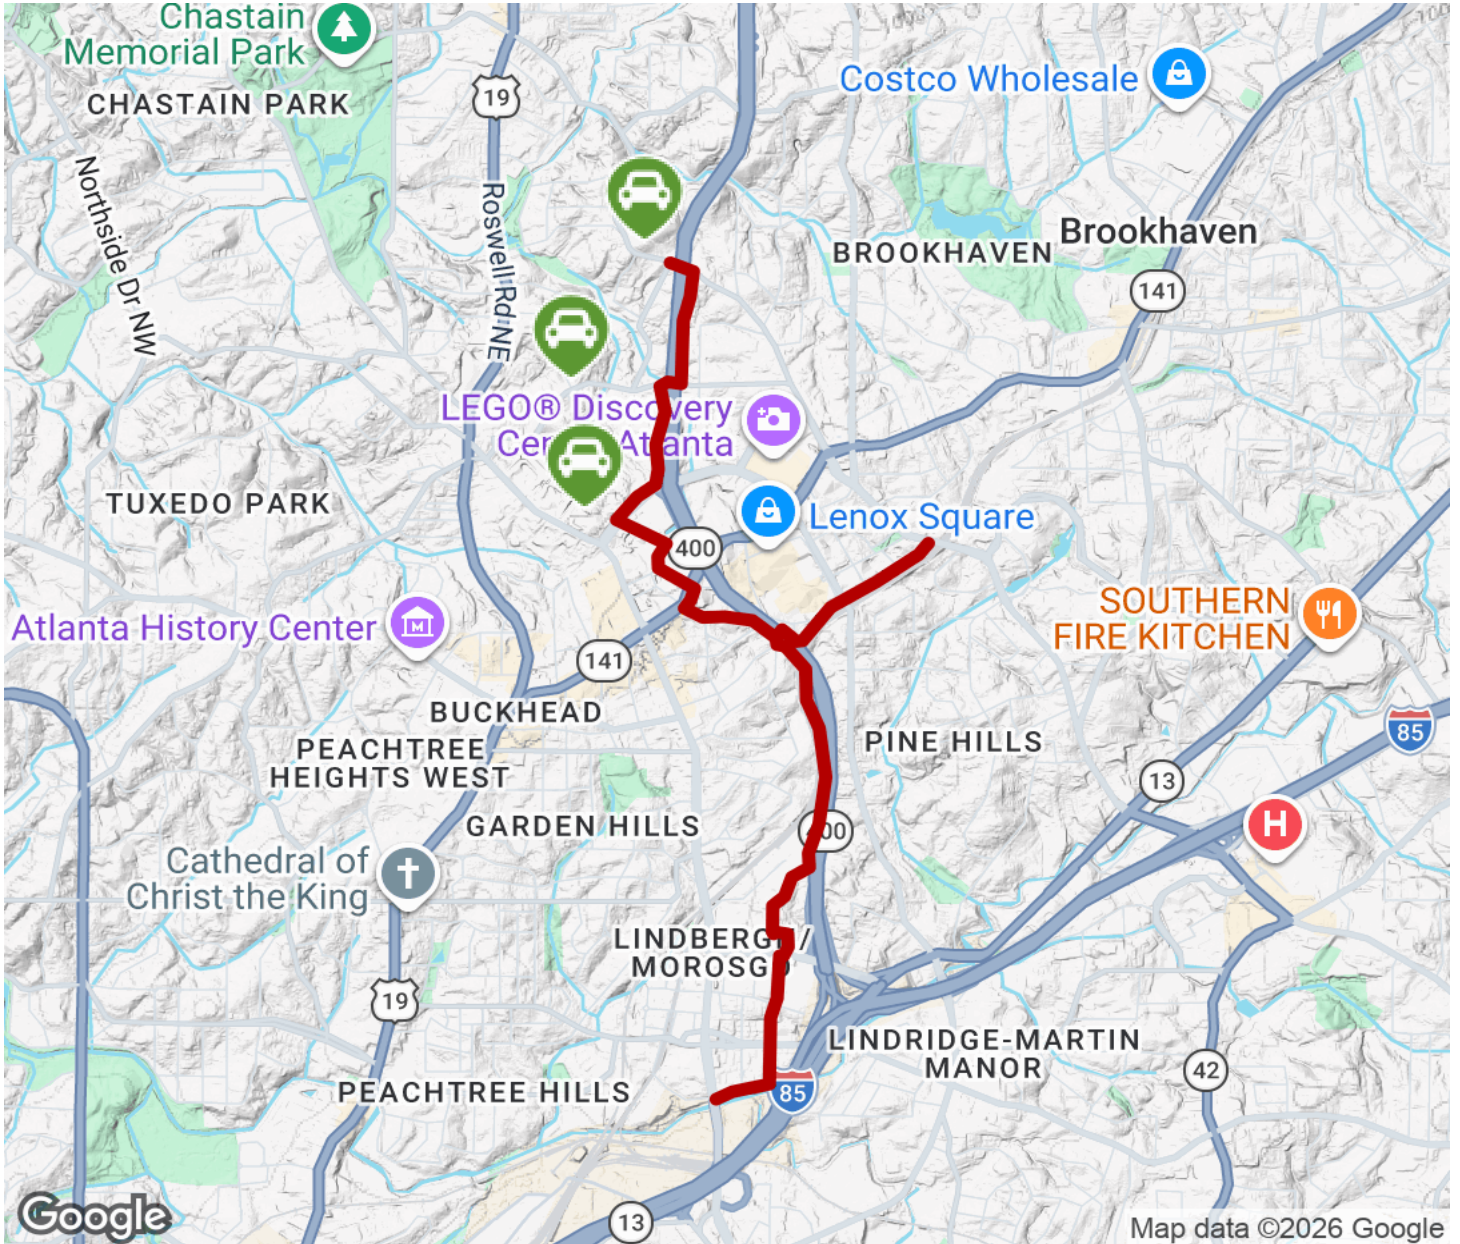 Chastain
Memorial Park
CHASTAIN PARK
19
Costco Wholesale
Northside Dr NW
Roswell Rd NE
BROOKHAVEN
Brookhaven
141
LEGO® Discovery
Center Atlanta
TUXEDO PARK
Lenox Square
400
SOUTHERN
FIRE KITCHEN
Atlanta History Center
141
BUCKHEAD
85
PEACHTREE
HEIGHTS WEST
PINE HILLS
13
GARDEN HILLS
400
H
Cathedral of
Christ the King
LINDBERGH /
MOROSGO
19
LINDRIDGE-MARTIN
MANOR
42
PEACHTREE HILLS
85
Google
13
Map data ©2026 Google